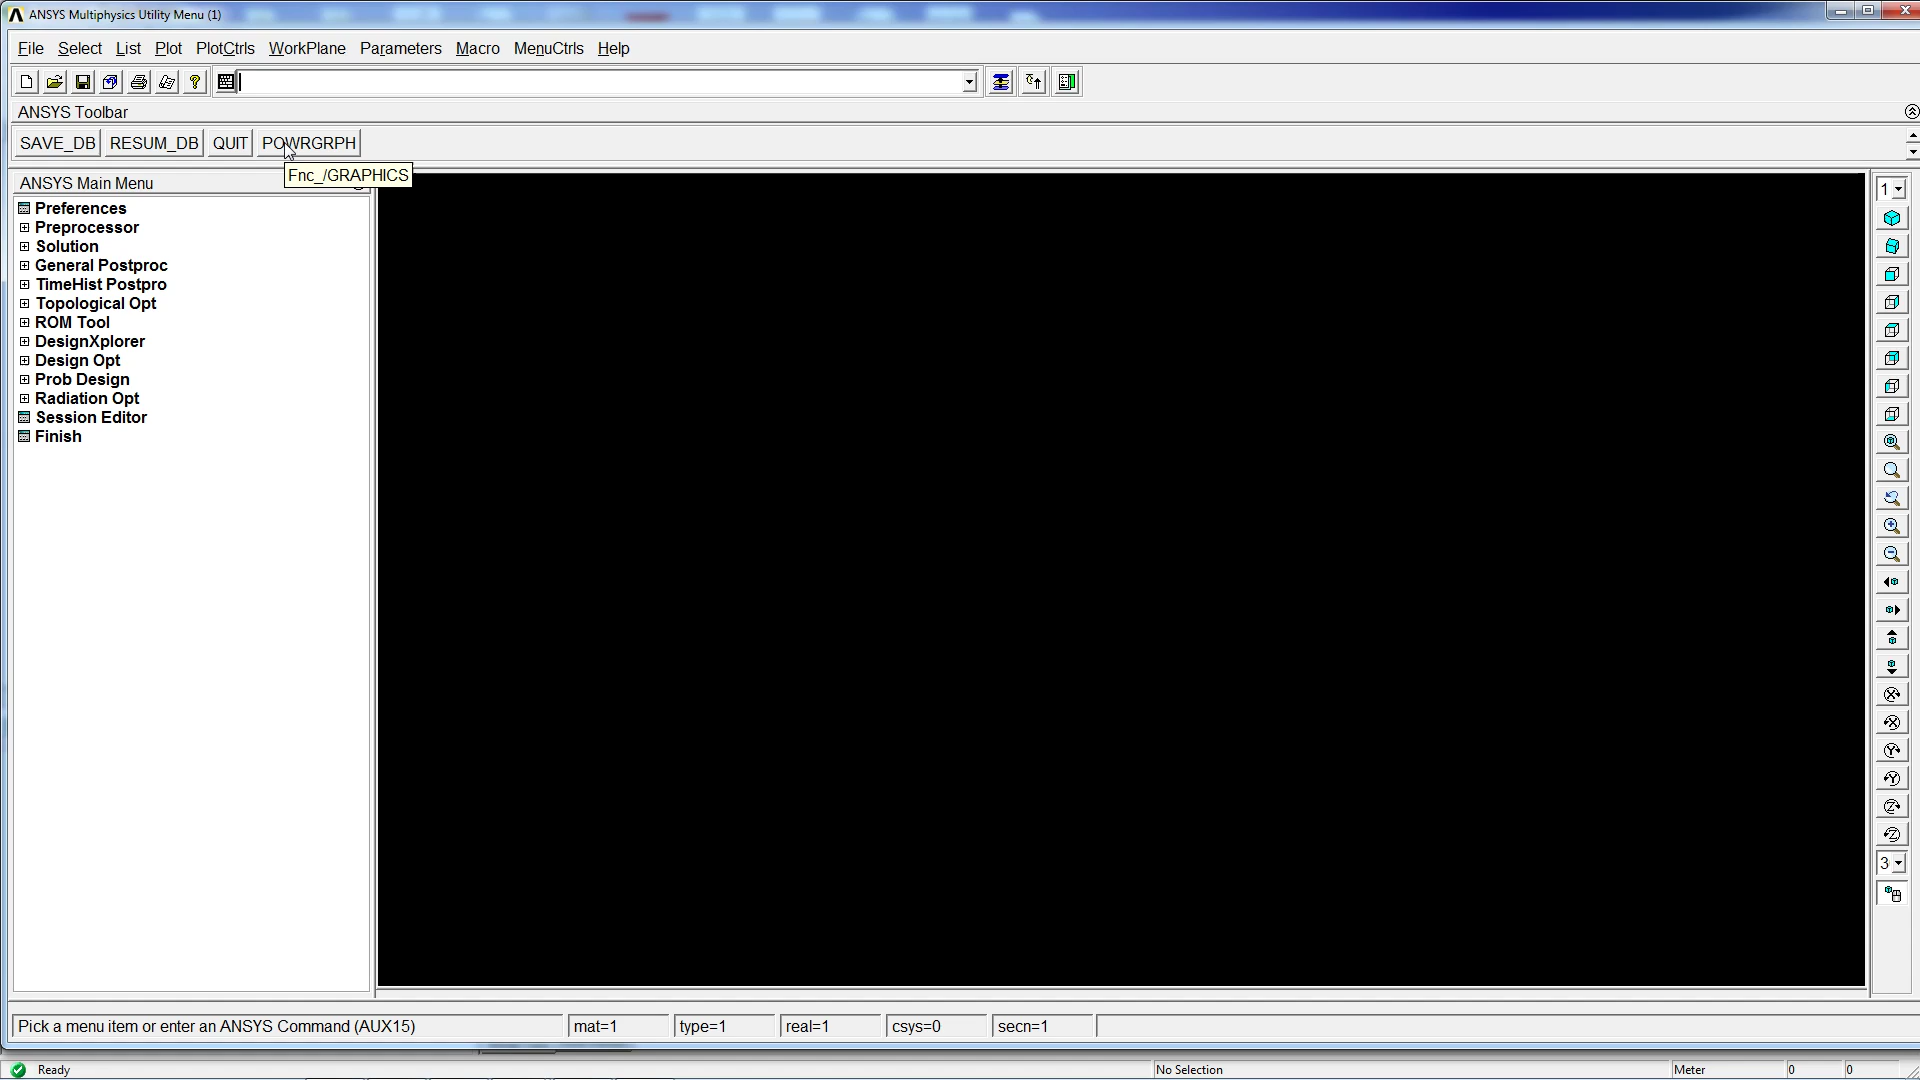 ANSYS Multiphysics Utility Menu (1)
File Select List Plot PlotCtrls WorkPlane Parameters Macro MenuCtrls Help
ANSYS Toolbar
SAVE_DB RESUM_DB QUIT POWRGRPH
Fnc_/GRAPHICS
ANSYS Main Menu
Preferences
Preprocessor
Solution
General Postproc
TimeHist Postpro
Topological Opt
ROM Tool
DesignXplorer
Design Opt
Prob Design
Radiation Opt
Session Editor
Finish
1
3
Pick a menu item or enter an ANSYS Command (AUX15) mat=1 type=1 real=1 csys=0 secn=1
Ready No Selection Meter 0 0